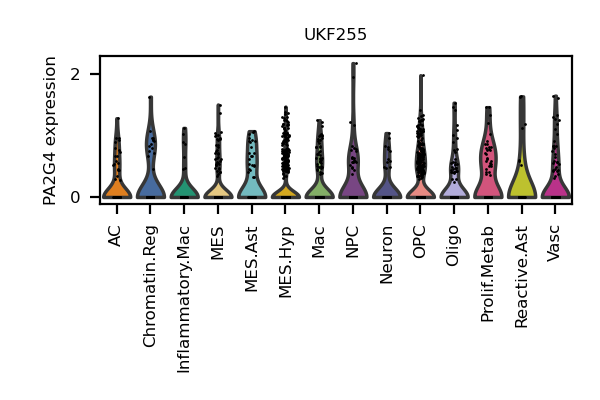 UKF255
PA2G4 expression
2
0
AC
Chromatin.Reg
Inflammatory.Mac
MES
MES.Ast
MES.Hyp
Mac
NPC
Neuron
OPC
Oligo
Prolif.Metab
Reactive.Ast
Vasc